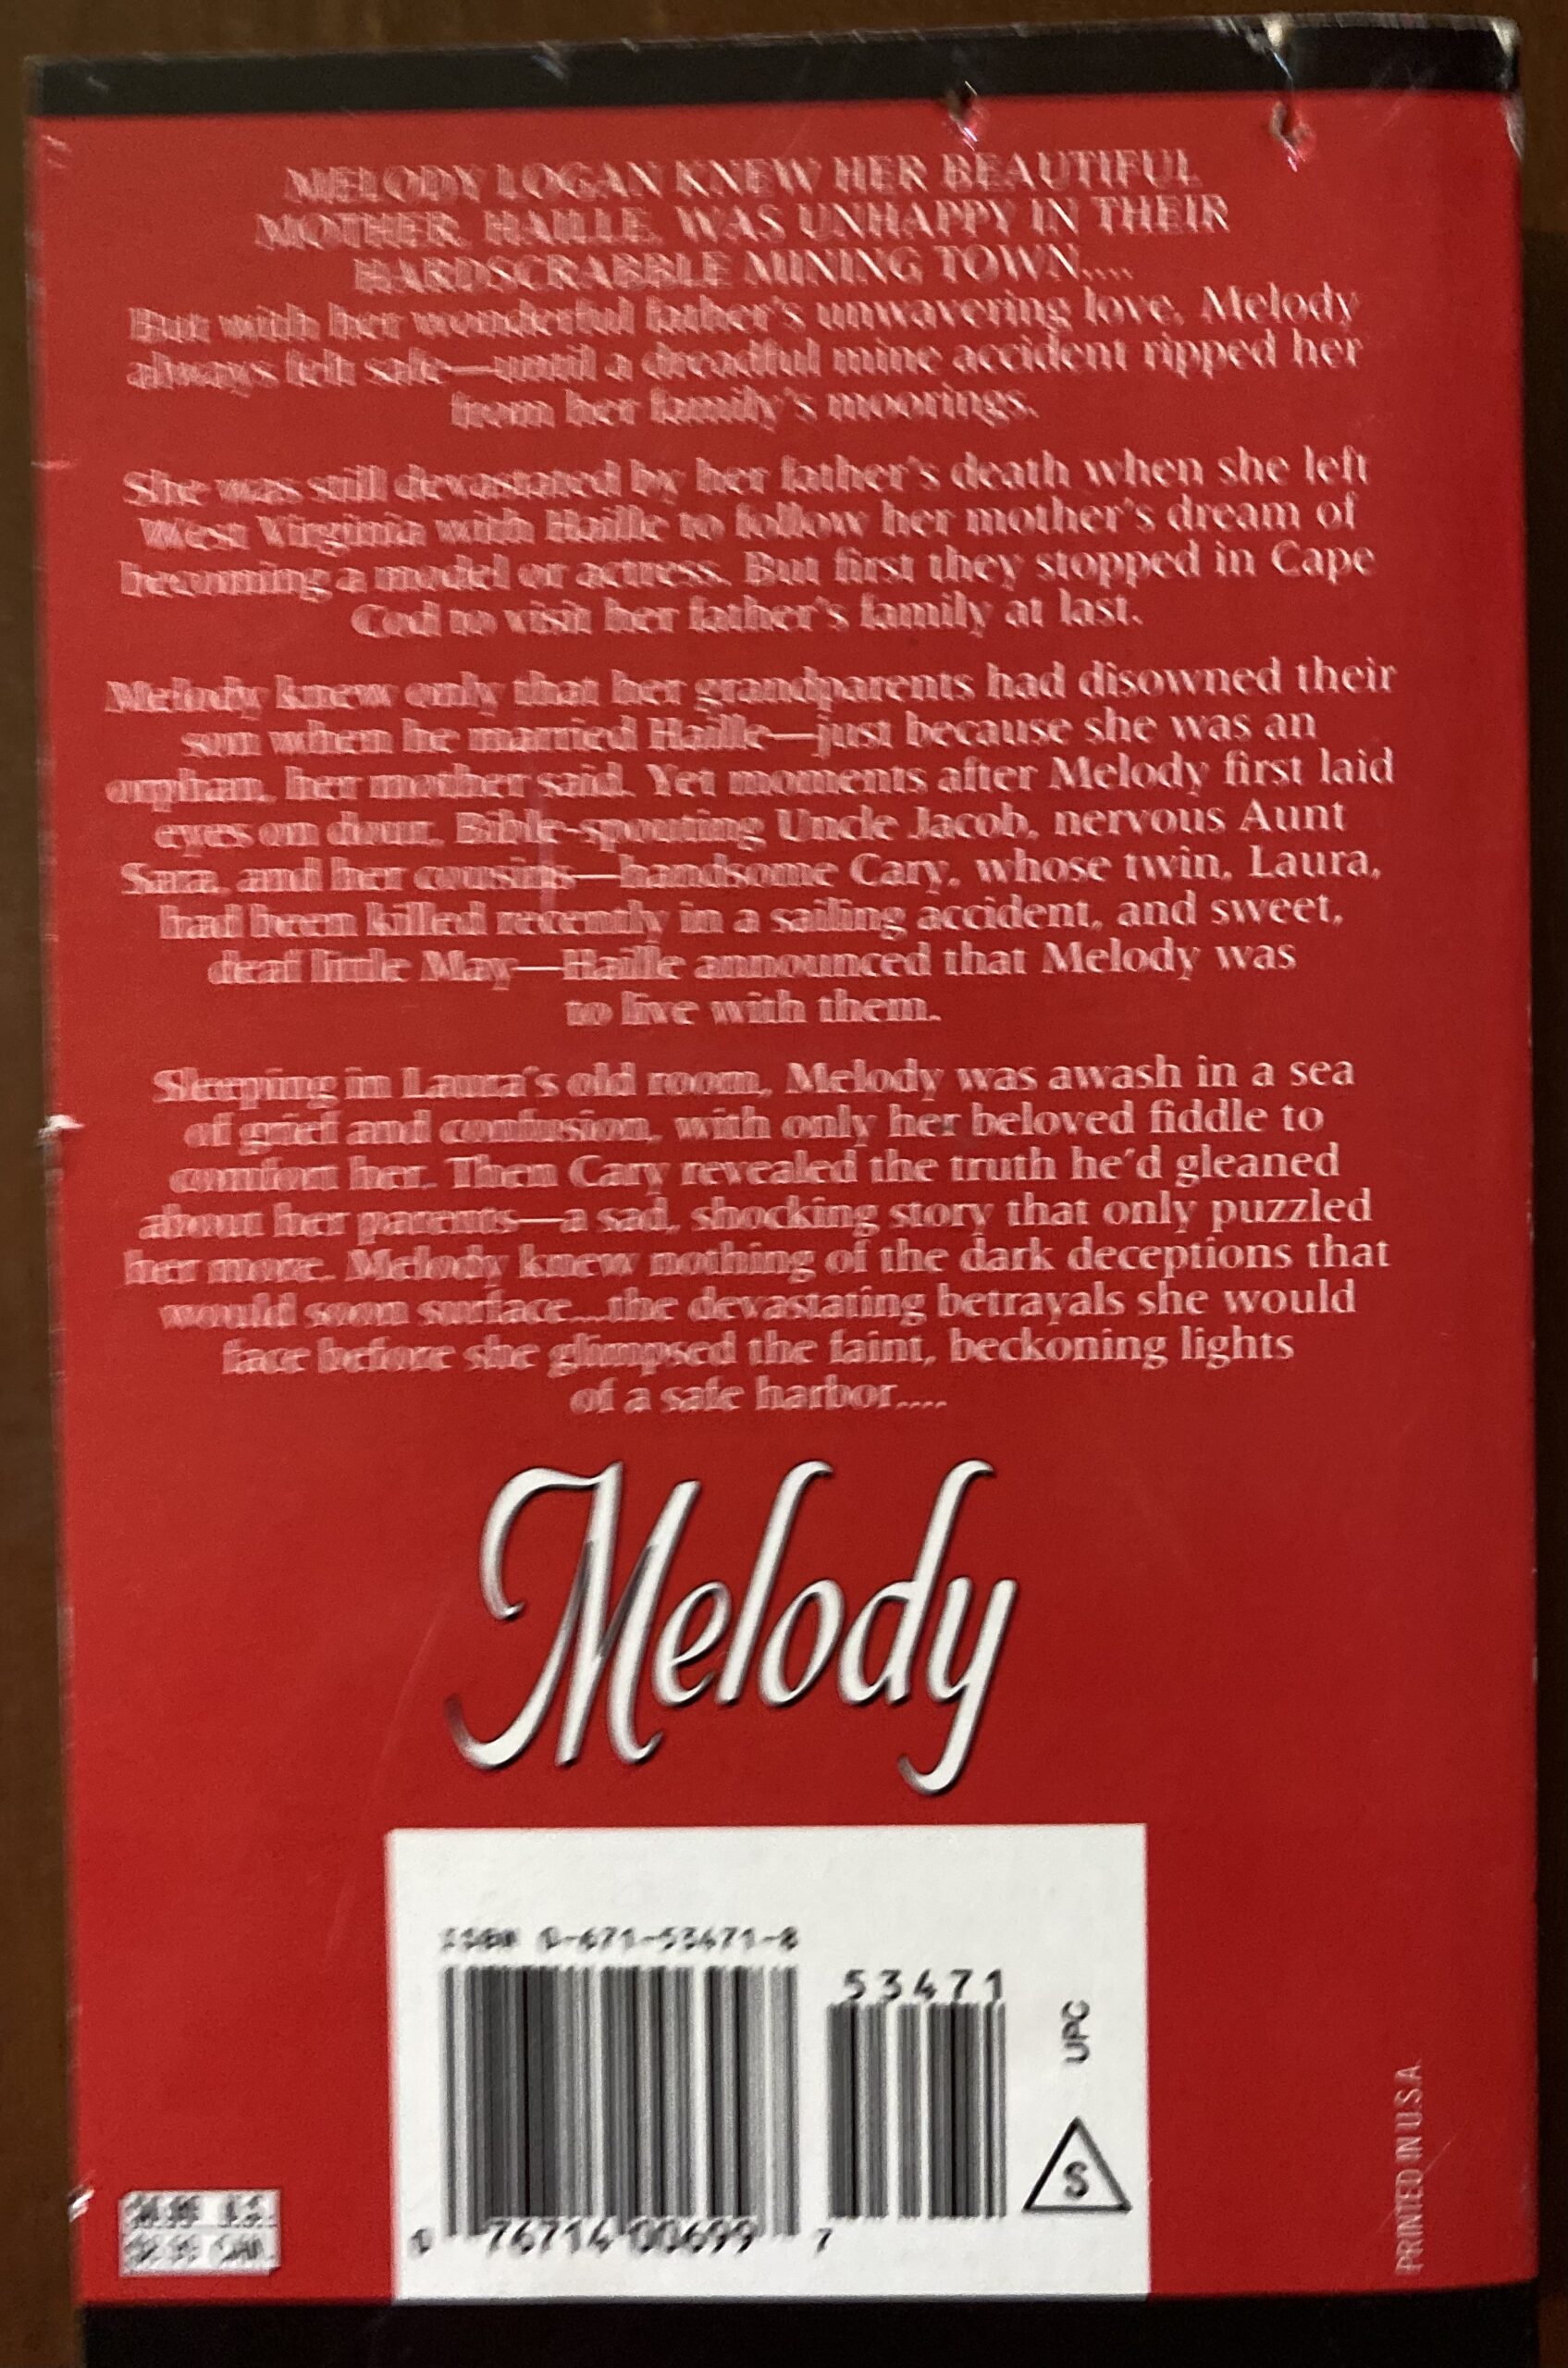 MELODY LOGAN KNEW HER BEAUTIFUL
MOTHER, HAILLE, WAS UNHAPPY IN THEIR
HARDSCRABBLE MINING TOWN....
But with her wonderful father's unwavering love, Melody
always felt safe—until a dreadful mine accident ripped her
from her family's moorings.
She was still devastated by her father's death when she left
West Virginia with Haille to follow her mother's dream of
becoming a model or actress. But first they stopped in Cape
Cod to visit her father's family at last.
Melody knew only that her grandparents had disowned their
son when he married Haille—just because she was an
orphan, her mother said. Yet moments after Melody first laid
eyes on dour, Bible-spouting Uncle Jacob, nervous Aunt
Sara, and her cousins—handsome Cary, whose twin, Laura,
had been killed recently in a sailing accident, and sweet,
deaf little May—Haille announced that Melody was
to live with them.
Sleeping in Laura's old room, Melody was awash in a sea
of grief and confusion, with only her beloved fiddle to
comfort her. Then Cary revealed the truth he'd gleaned
about her parents—a sad, shocking story that only puzzled
her more. Melody knew nothing of the dark deceptions that
would soon surface...the devastating betrayals she would
face before she glimpsed the faint, beckoning lights
of a safe harbor....
Melody
ISBN 0-671-53471-8
53471
UPC
S
0 76714 00699 7
U.S.
CAN.
PRINTED IN U.S.A.